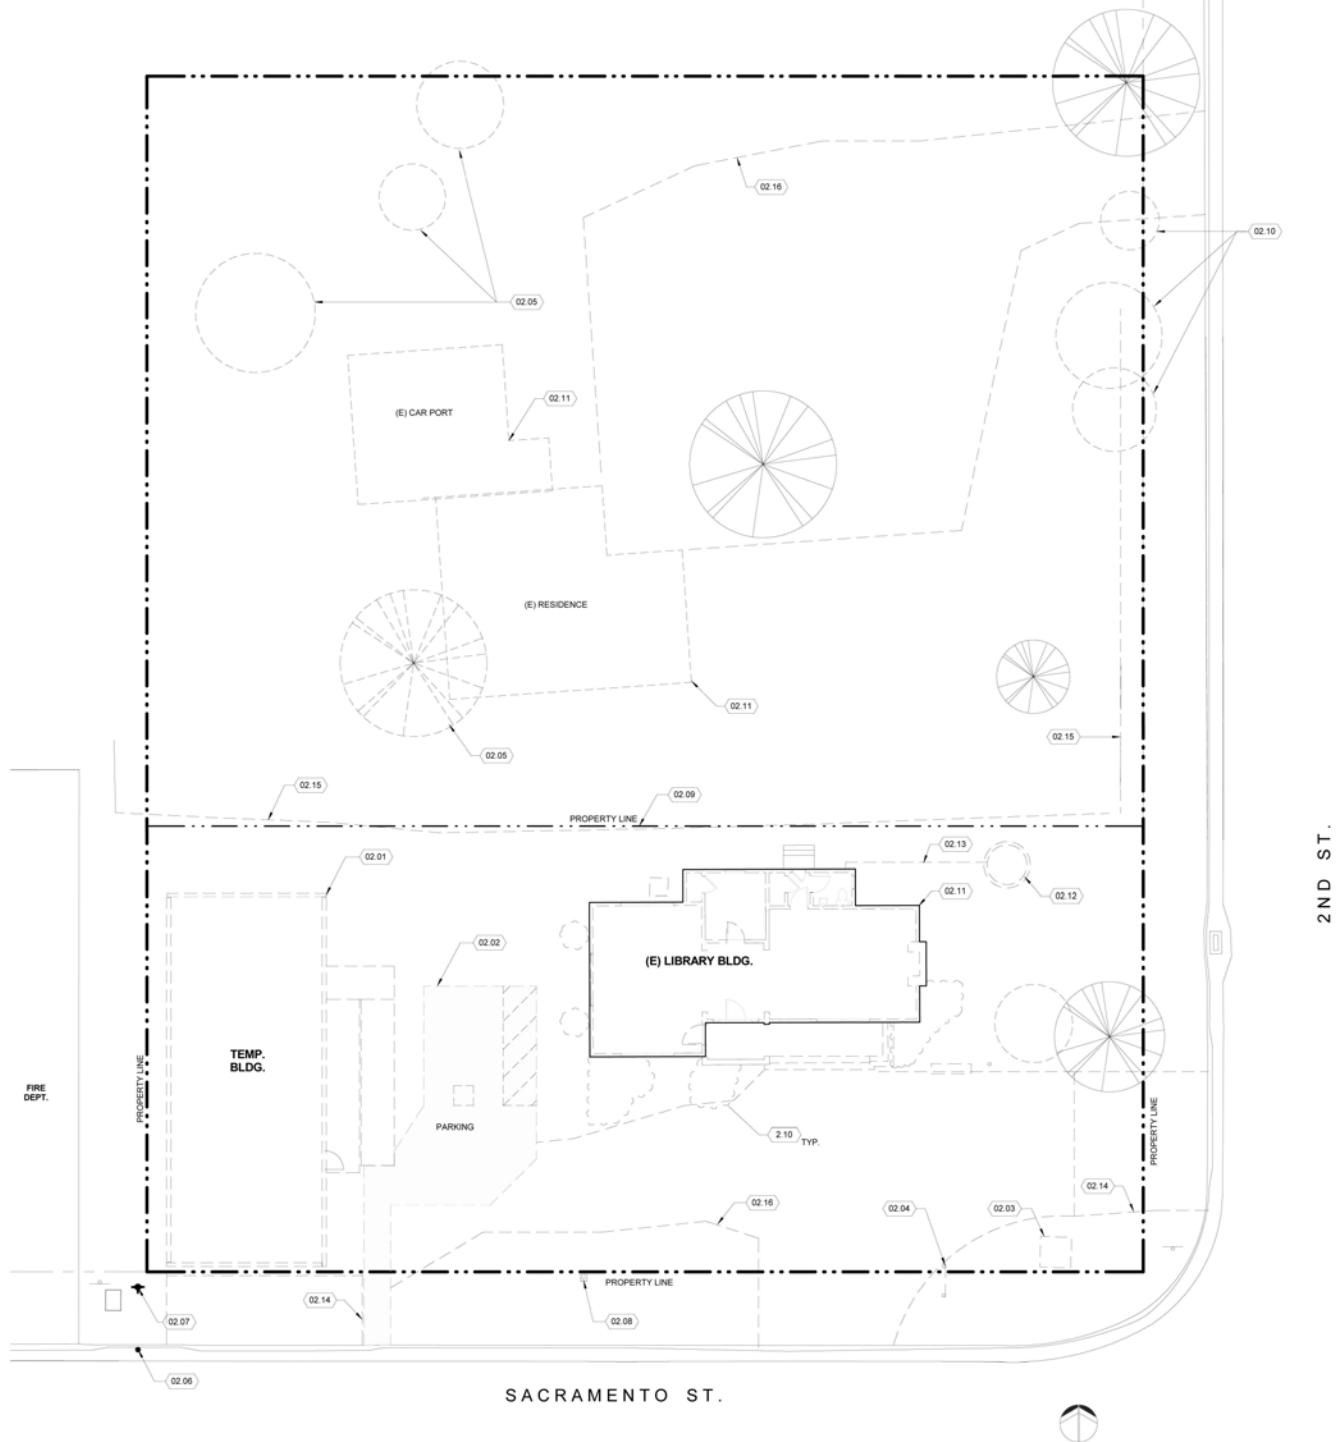 02.16
02.10
02.05
02.11
(E) CAR PORT
(E) RESIDENCE
02.11
02.15
02.05
02.15
02.09
PROPERTY LINE
2ND ST.
02.13
02.01
02.11
02.12
02.02
(E) LIBRARY BLDG.
TEMP.
BLDG.
PROPERTY LINE
FIRE
DEPT.
PARKING
2.10
TYP.
PROPERTY LINE
02.14
02.16
02.04
02.03
PROPERTY LINE
02.14
02.07
02.08
02.06
SACRAMENTO ST.